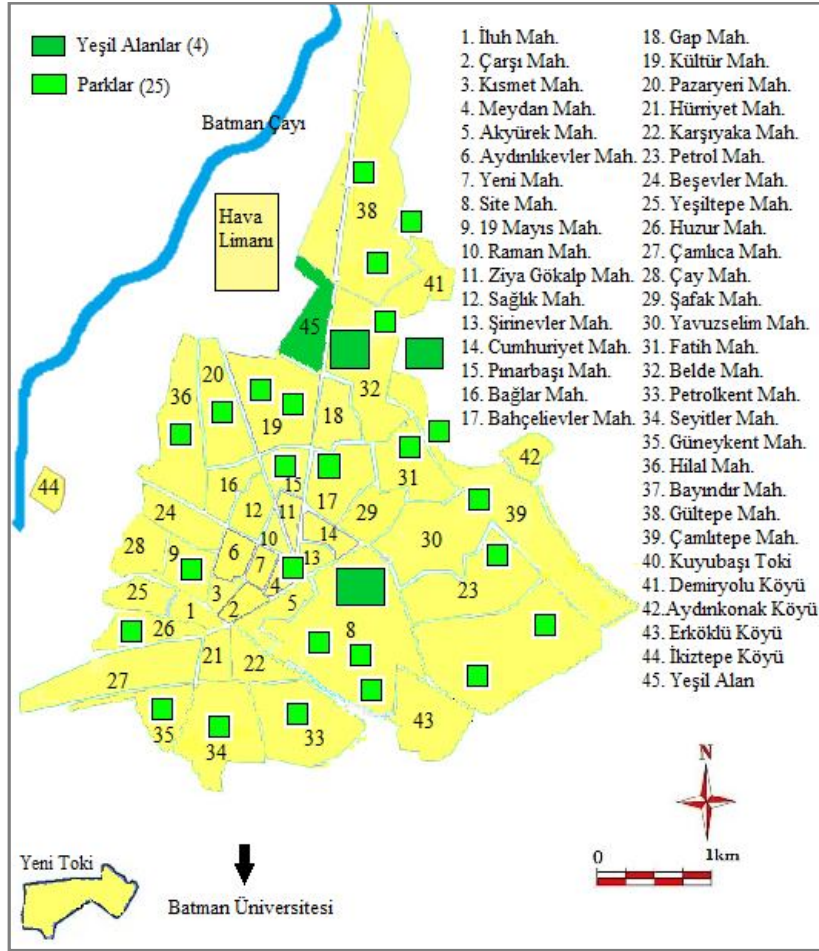 Yeşil Alanlar (4)
Parklar (25)
Batman Çayı
Hava
Limanı
1. İluh Mah.
2. Çarşı Mah.
3. Kısmet Mah.
4. Meydan Mah.
5. Akyürek Mah.
6. Aydınlıkevler Mah.
7. Yeni Mah.
8. Site Mah.
9. 19 Mayıs Mah.
10. Raman Mah.
11. Ziya Gökalp Mah.
12. Sağlık Mah.
13. Şirinevler Mah.
14. Cumhuriyet Mah.
15. Pınarbaşı Mah.
16. Bağlar Mah.
17. Bahçelievler Mah.
18. Gap Mah.
19. Kültür Mah.
20. Pazaryeri Mah.
21. Hürriyet Mah.
22. Karşıyaka Mah.
23. Petrol Mah.
24. Beşevler Mah.
25. Yeşiltepe Mah.
26. Huzur Mah.
27. Çamlıca Mah.
28. Çay Mah.
29. Şafak Mah.
30. Yavuzselim Mah.
31. Fatih Mah.
32. Belde Mah.
33. Petrolkent Mah.
34. Seyitler Mah.
35. Güneykent Mah.
36. Hilal Mah.
37. Bayındır Mah.
38. Gültepe Mah.
39. Çamlıtepe Mah.
40. Kuyubaşı Toki
41. Demiryolu Köyü
42. Aydınkonak Köyü
43. Erköklü Köyü
44. İkiztepe Köyü
45. Yeşil Alan
38
41
45
20
32
36
19
18
42
31
44
16
15
17
39
24
12
11
29
14
30
28
9
6
10
13
7
23
25
3
4
5
1
2
26
8
21
22
27
43
35
34
33
N
0 1km
Yeni Toki
Batman Üniversitesi